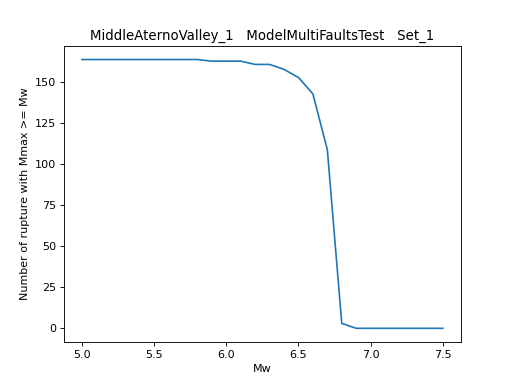 MiddleAternoValley_1   ModelMultiFaultsTest   Set_1
Number of rupture with Mmax >= Mw
150
125
100
75
50
25
0
5.0 5.5 6.0 6.5 7.0 7.5
Mw